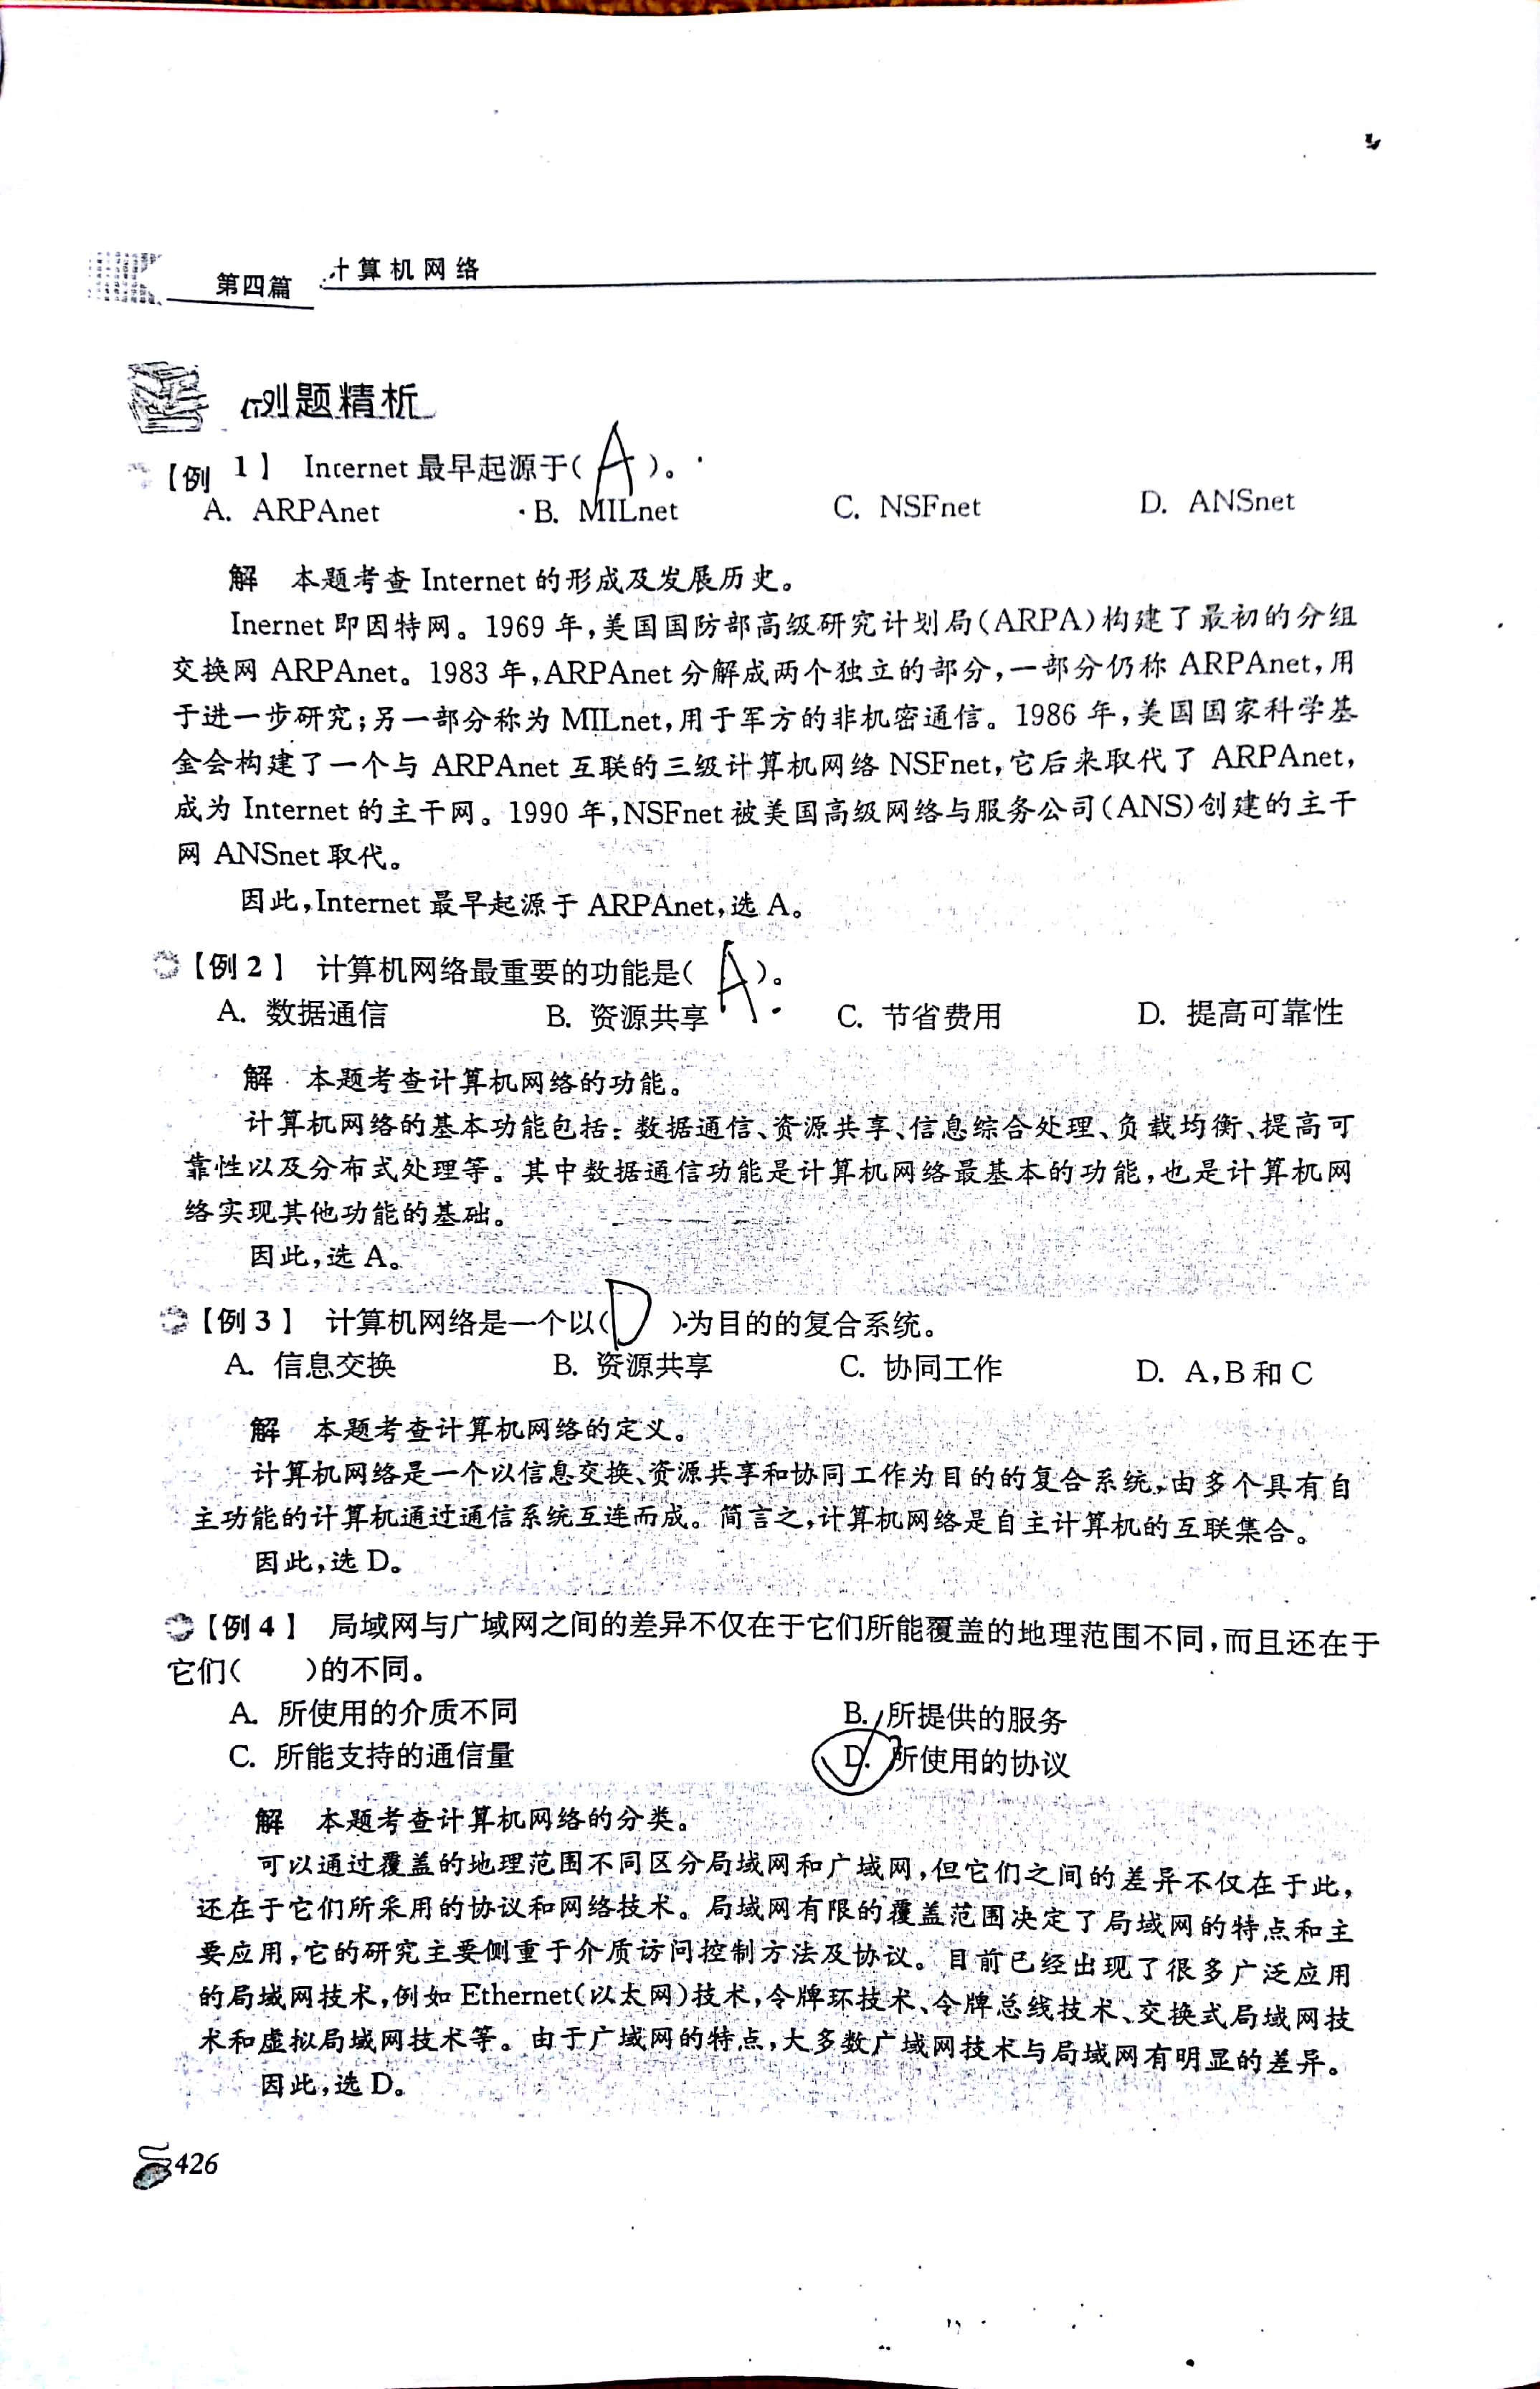 第四篇 计算机网络
例题精析
【例 1】 Internet 最早起源于( A )。
A. ARPAnet B. MILnet C. NSFnet D. ANSnet
解 本题考查 Internet 的形成及发展历史。
Inernet 即因特网。1969 年,美国国防部高级研究计划局(ARPA)构建了最初的分组
交换网 ARPAnet。1983 年,ARPAnet 分解成两个独立的部分,一部分仍称 ARPAnet,用
于进一步研究;另一部分称为 MILnet,用于军方的非机密通信。1986 年,美国国家科学基
金会构建了一个与 ARPAnet 互联的三级计算机网络 NSFnet,它后来取代了 ARPAnet,
成为 Internet 的主干网。1990 年,NSFnet 被美国高级网络与服务公司(ANS)创建的主干
网 ANSnet 取代。
因此,Internet 最早起源于 ARPAnet,选 A。
【例 2】 计算机网络最重要的功能是( A )。
A. 数据通信 B. 资源共享 C. 节省费用 D. 提高可靠性
解 本题考查计算机网络的功能。
计算机网络的基本功能包括:数据通信、资源共享、信息综合处理、负载均衡、提高可
靠性以及分布式处理等。其中数据通信功能是计算机网络最基本的功能,也是计算机网
络实现其他功能的基础。
因此,选 A。
【例 3】 计算机网络是一个以( D )为目的的复合系统。
A. 信息交换 B. 资源共享 C. 协同工作 D. A,B 和 C
解 本题考查计算机网络的定义。
计算机网络是一个以信息交换、资源共享和协同工作为目的的复合系统,由多个具有自
主功能的计算机通过通信系统互连而成。简言之,计算机网络是自主计算机的互联集合。
因此,选 D。
【例 4】 局域网与广域网之间的差异不仅在于它们所能覆盖的地理范围不同,而且还在于
它们( )的不同。
A. 所使用的介质不同 B. 所提供的服务
C. 所能支持的通信量 D. 所使用的协议
解 本题考查计算机网络的分类。
可以通过覆盖的地理范围不同区分局域网和广域网,但它们之间的差异不仅在于此,
还在于它们所采用的协议和网络技术。局域网有限的覆盖范围决定了局域网的特点和主
要应用,它的研究主要侧重于介质访问控制方法及协议。目前已经出现了很多广泛应用
的局域网技术,例如 Ethernet(以太网)技术,令牌环技术、令牌总线技术、交换式局域网技
术和虚拟局域网技术等。由于广域网的特点,大多数广域网技术与局域网有明显的差异。
因此,选 D。
426